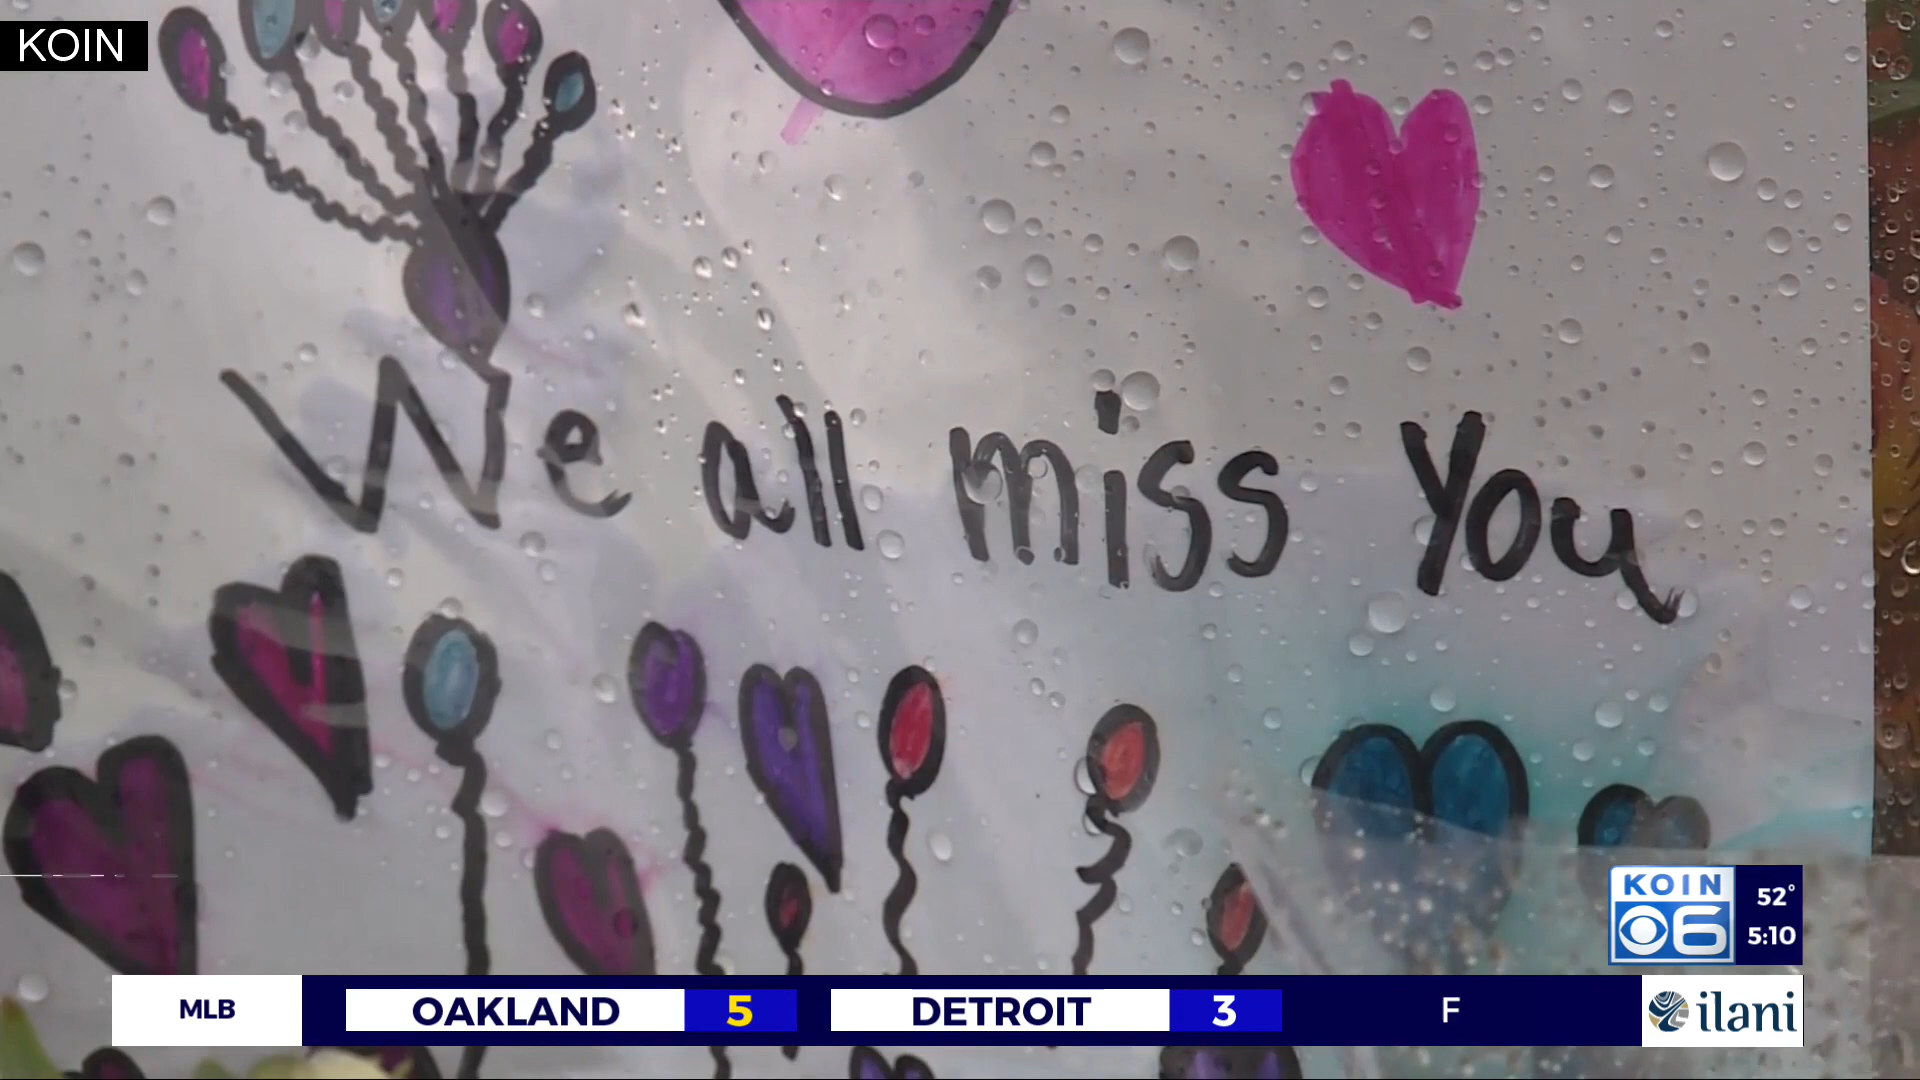 KOIN
We all miss You
KOIN
6
52°
5:10
MLB OAKLAND 5 DETROIT 3 F
ilani